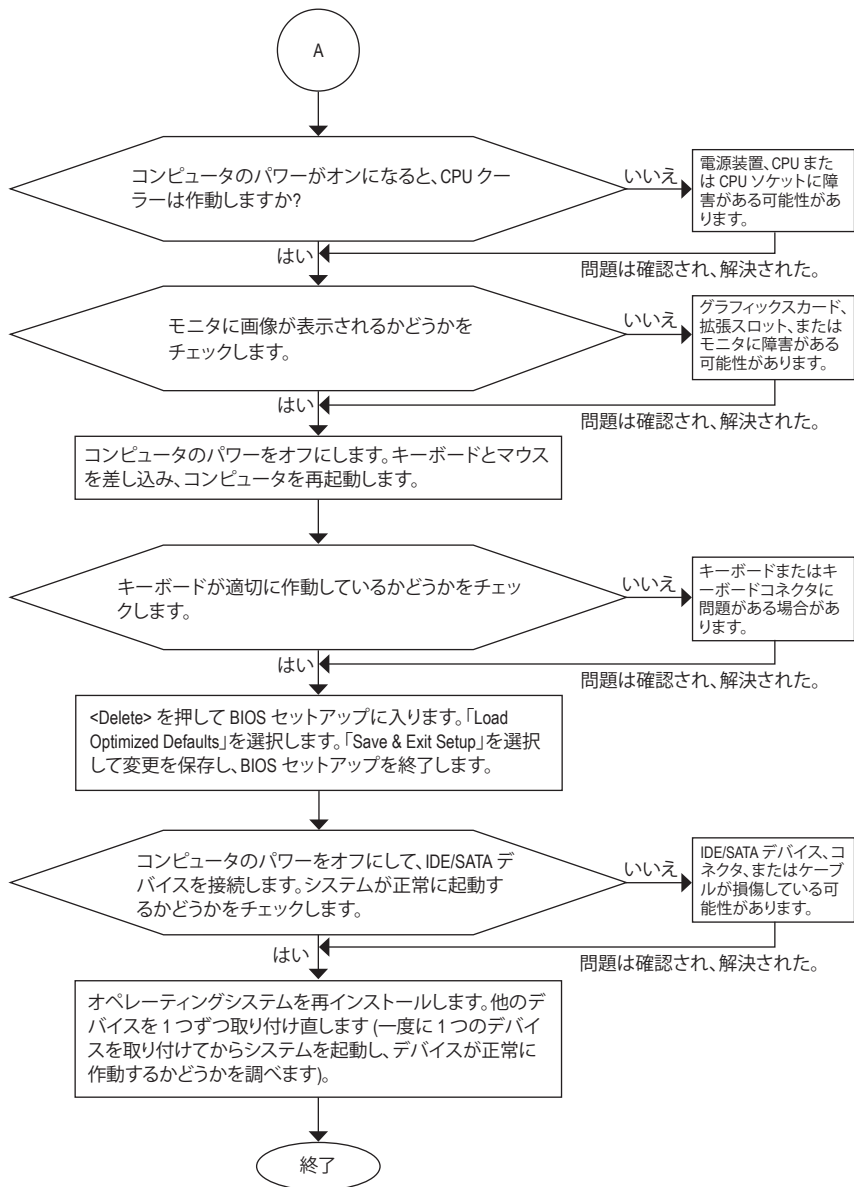 A
コンピュータのパワーがオンになると、CPU クー
ラーは作動しますか?
いいえ
電源装置、CPU また
は CPU ソケットに障
害がある可能性があ
ります。
はい
問題は確認され、解決された。
モニタに画像が表示されるかどうかを
チェックします。
いいえ
グラフィックスカード、
拡張スロット、または
モニタに障害がある
可能性があります。
はい
問題は確認され、解決された。
コンピュータのパワーをオフにします。キーボードとマウス
を差し込み、コンピュータを再起動します。
キーボードが適切に作動しているかどうかをチェッ
クします。
いいえ
キーボードまたはキ
ーボードコネクタに
問題がある場合があ
ります。
はい
問題は確認され、解決された。
<Delete> を押して BIOS セットアップに入ります。「Load
Optimized Defaults」を選択します。「Save & Exit Setup」を選択
して変更を保存し、BIOS セットアップを終了します。
コンピュータのパワーをオフにして、IDE/SATA デ
バイスを接続します。システムが正常に起動す
るかどうかをチェックします。
いいえ
IDE/SATA デバイス、コ
ネクタ、またはケーブ
ルが損傷している可
能性があります。
はい
問題は確認され、解決された。
オペレーティングシステムを再インストールします。他のデ
バイスを 1 つずつ取り付け直します (一度に 1 つのデバイ
スを取り付けてからシステムを起動し、デバイスが正常に
作動するかどうかを調べます)。
終了